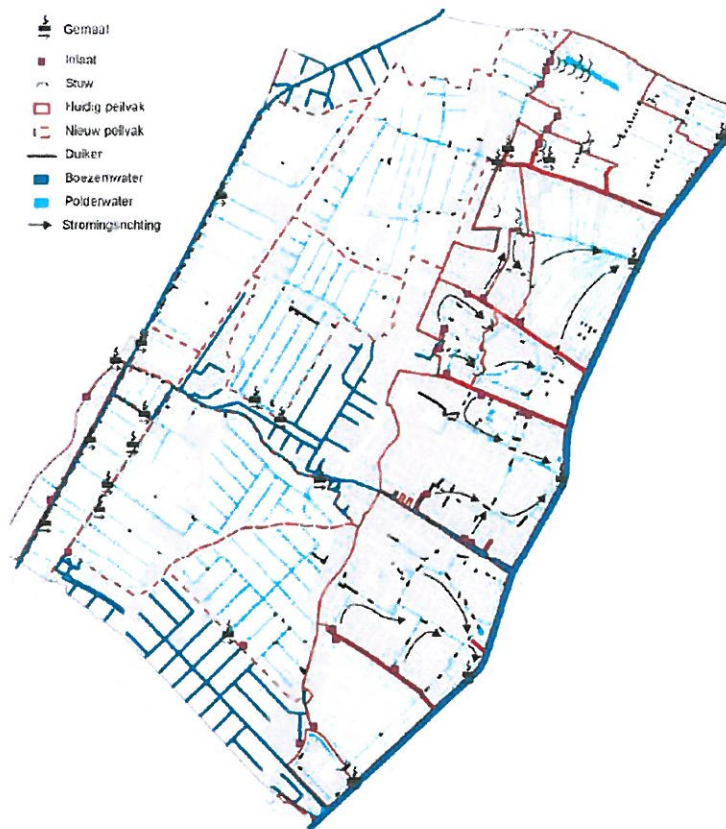 Gemaal
Inlaat
Stuw
Huidig peilvak
Nieuw peilvak
Duiker
Boezemwater
Polderwater
Stromingsrichting